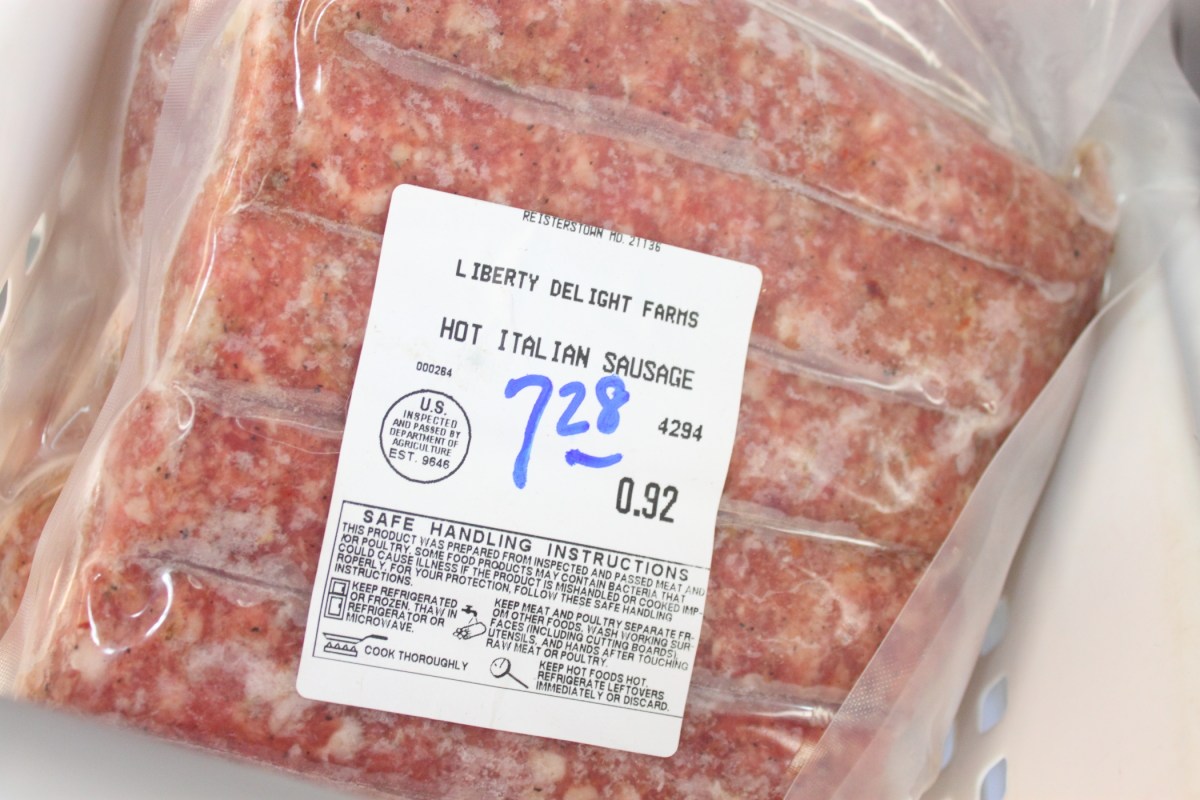 REISTERSTOWN MD. 21136
LIBERTY DELIGHT FARMS
HOT ITALIAN SAUSAGE
000264
728
4294
U.S.
INSPECTED
AND PASSED BY
DEPARTMENT OF
AGRICULTURE
EST. 9646
0.92
SAFE HANDLING INSTRUCTIONS
THIS PRODUCT WAS PREPARED FROM INSPECTED AND PASSED MEAT AND
/OR POULTRY. SOME FOOD PRODUCTS MAY CONTAIN BACTERIA THAT
COULD CAUSE ILLNESS IF THE PRODUCT IS MISHANDLED OR COOKED IMP-
ROPERLY. FOR YOUR PROTECTION, FOLLOW THESE SAFE HANDLING
INSTRUCTIONS.
KEEP REFRIGERATED
OR FROZEN. THAW IN
REFRIGERATOR OR
MICROWAVE.
KEEP MEAT AND POULTRY SEPARATE FR-
OM OTHER FOODS. WASH WORKING SUR-
FACES (INCLUDING CUTTING BOARDS),
UTENSILS, AND HANDS AFTER TOUCHING
RAW MEAT OR POULTRY.
COOK THOROUGHLY
KEEP HOT FOODS HOT.
REFRIGERATE LEFTOVERS
IMMEDIATELY OR DISCARD.